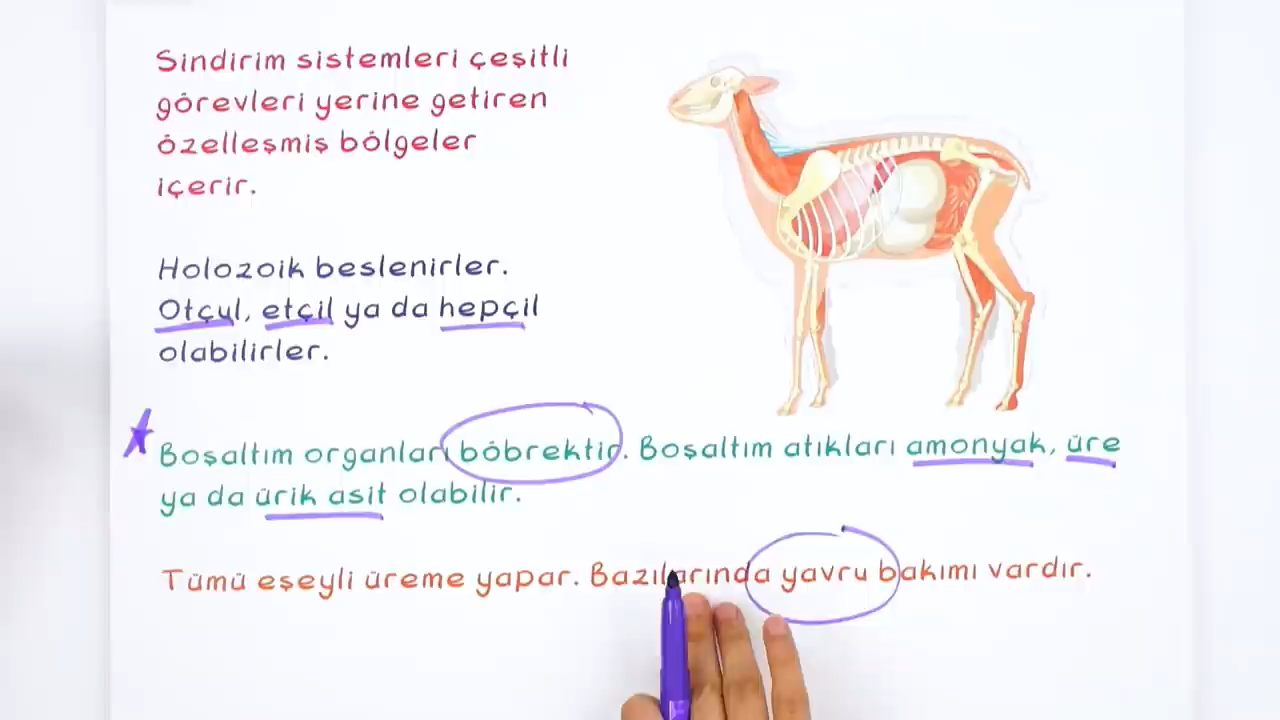 Sindirim sistemleri çeşitli
görevleri yerine getiren
özelleşmiş bölgeler
içerir.
Holozoik beslenirler.
Otçul, etçil ya da hepçil
olabilirler.
Boşaltım organları böbrektir. Boşaltım atıkları amonyak, üre
ya da ürik asit olabilir.
Tümü eşeyli üreme yapar. Bazılarında yavru bakımı vardır.